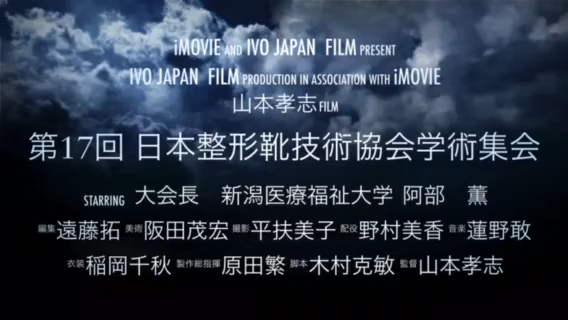 iMOVIE AND IVO JAPAN FILM PRESENT
IVO JAPAN FILM PRODUCTION IN ASSOCIATION WITH iMOVIE
山本孝志 FILM
第17回 日本整形靴技術協会学術集会
STARRING 大会長 新潟医療福祉大学 阿部 薫
編集 遠藤拓 美術 阪田茂宏 撮影 平扶美子 配役 野村美香 音楽 蓮野敢
衣装 稲岡千秋 製作総指揮 原田繁 脚本 木村克敏 監督 山本孝志